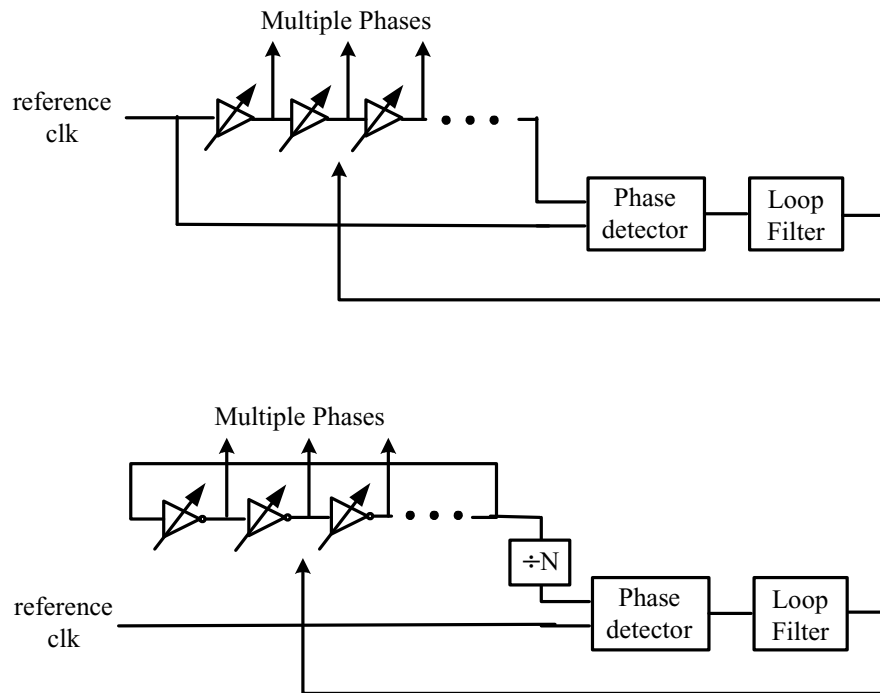 Multiple Phases
reference
clk
Phase
detector
Loop
Filter
Multiple Phases
÷N
reference
clk
Phase
detector
Loop
Filter